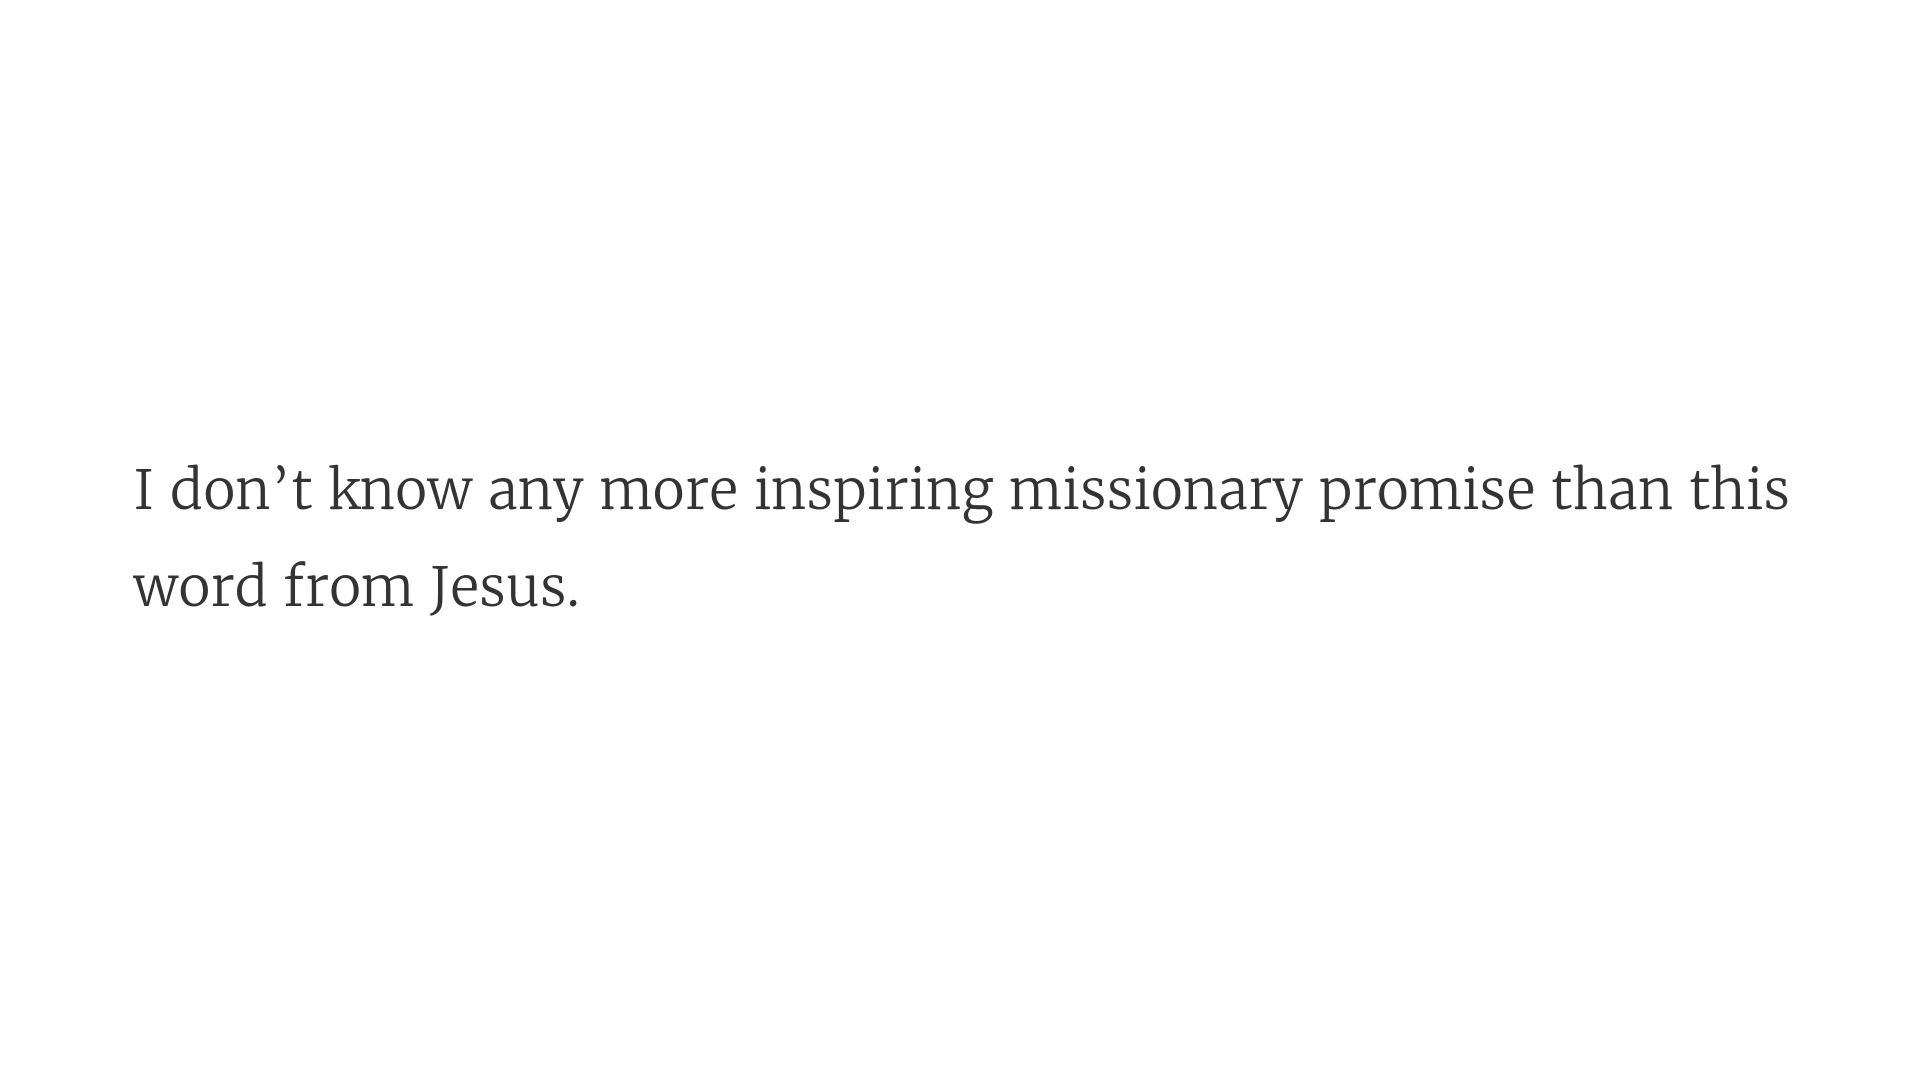 I don’t know any more inspiring missionary promise than this
word from Jesus.